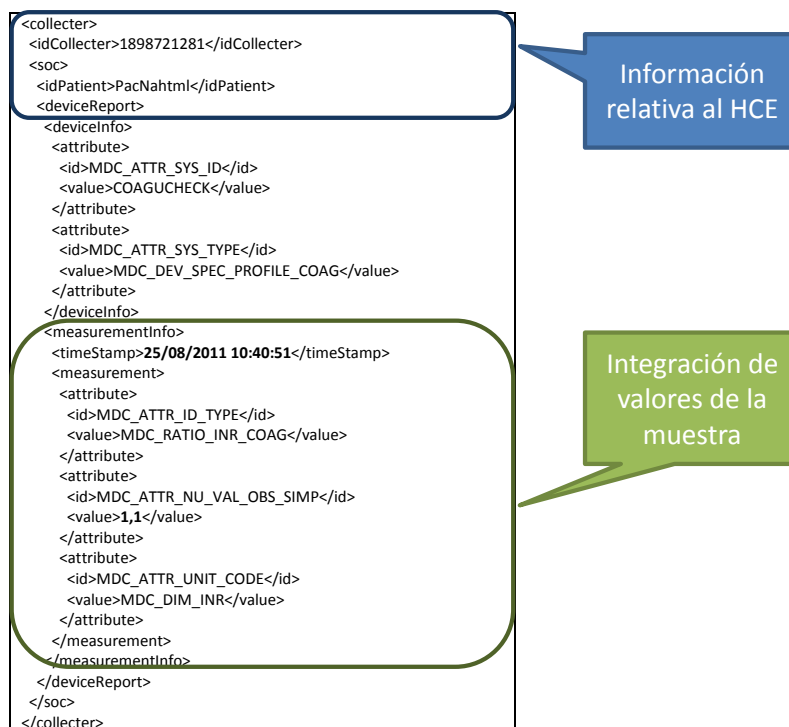 <collecter>
<idCollecter>1898721281</idCollecter>
<soc>
<idPatient>PacNahtml</idPatient>
<deviceReport>
<deviceInfo>
<attribute>
<id>MDC_ATTR_SYS_ID</id>
<value>COAGUCHECK</value>
</attribute>
<attribute>
<id>MDC_ATTR_SYS_TYPE</id>
<value>MDC_DEV_SPEC_PROFILE_COAG</value>
</attribute>
</deviceInfo>
<measurementInfo>
<timeStamp>25/08/2011 10:40:51</timeStamp>
<measurement>
<attribute>
<id>MDC_ATTR_ID_TYPE</id>
<value>MDC_RATIO_INR_COAG</value>
</attribute>
<attribute>
<id>MDC_ATTR_NU_VAL_OBS_SIMP</id>
<value>1,1</value>
</attribute>
<attribute>
<id>MDC_ATTR_UNIT_CODE</id>
<value>MDC_DIM_INR</value>
</attribute>
</measurement>
</measurementInfo>
</deviceReport>
</soc>
</collecter>
Información
relativa al HCE
Integración de
valores de la
muestra